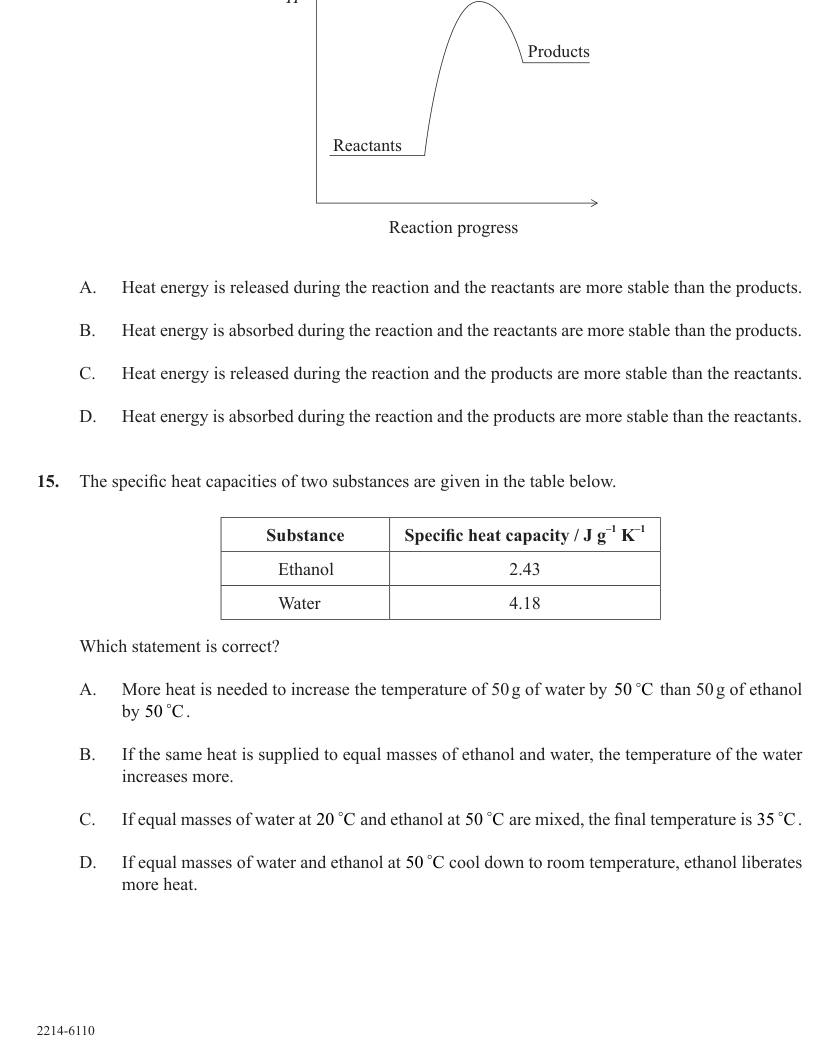 Products
Reactants
Reaction progress
A. Heat energy is released during the reaction and the reactants are more stable than the products.
B. Heat energy is absorbed during the reaction and the reactants are more stable than the products.
C. Heat energy is released during the reaction and the products are more stable than the reactants.
D. Heat energy is absorbed during the reaction and the products are more stable than the reactants.
15. The specific heat capacities of two substances are given in the table below.
Substance Specific heat capacity / J g⁻¹ K⁻¹
Ethanol 2.43
Water 4.18
Which statement is correct?
A. More heat is needed to increase the temperature of 50 g of water by 50 °C than 50 g of ethanol
by 50 °C.
B. If the same heat is supplied to equal masses of ethanol and water, the temperature of the water
increases more.
C. If equal masses of water at 20 °C and ethanol at 50 °C are mixed, the final temperature is 35 °C.
D. If equal masses of water and ethanol at 50 °C cool down to room temperature, ethanol liberates
more heat.
2214-6110